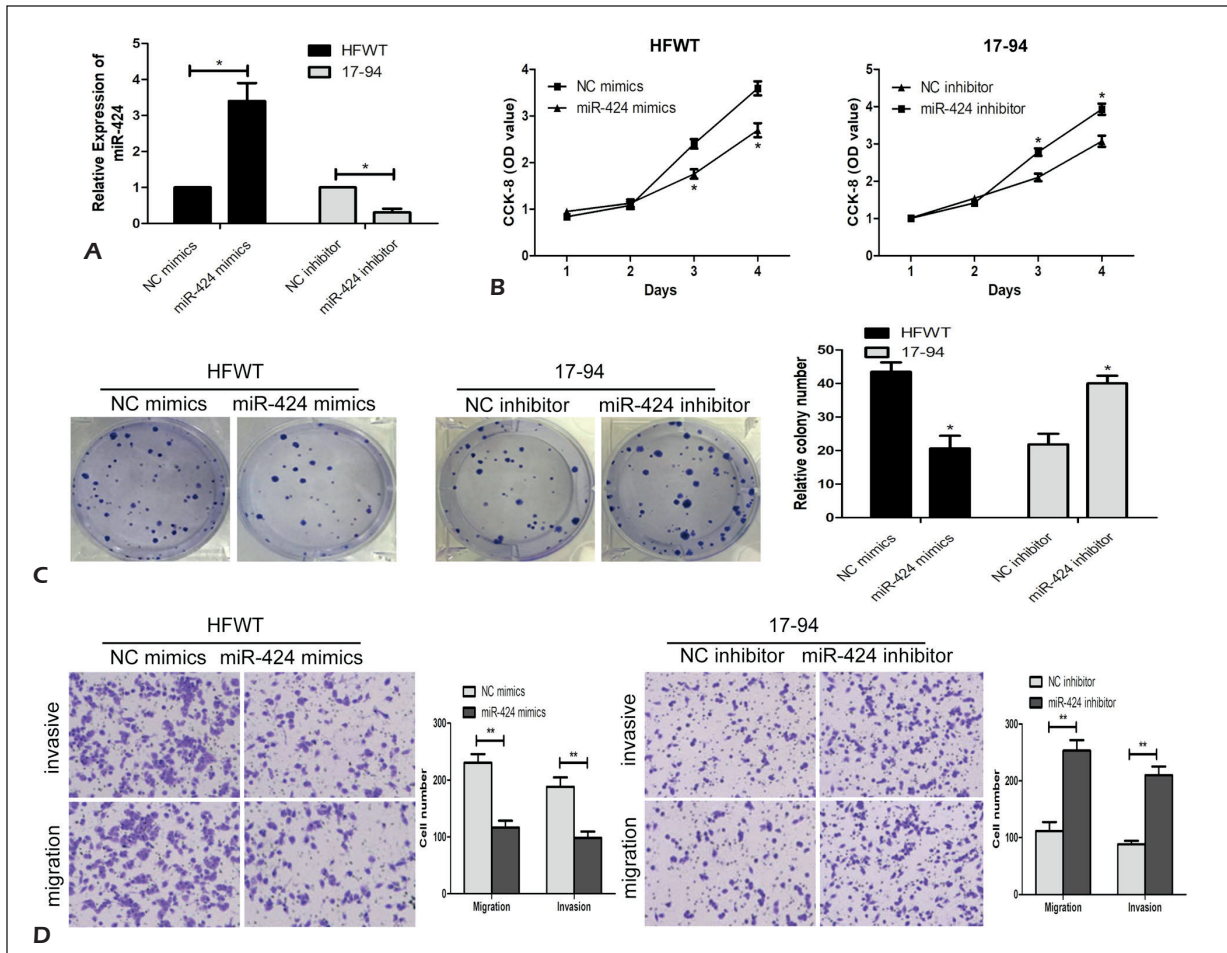 HFWT
17-94
*
*
Relative Expression of
miR-424
5
4
3
2
1
0
NC mimics
miR-424 mimics
NC inhibitor
miR-424 inhibitor
A
HFWT
NC mimics
miR-424 mimics
CCK-8 (OD value)
4
3
2
1
0
*
*
1 2 3 4
Days
17-94
NC inhibitor
miR-424 inhibitor
CCK-8 (OD value)
5
4
3
2
1
0
*
*
1 2 3 4
Days
B
HFWT
NC mimics miR-424 mimics
17-94
NC inhibitor miR-424 inhibitor
HFWT
17-94
Relative colony number
50
40
30
20
10
0
*
*
NC mimics
miR-424 mimics
NC inhibitor
miR-424 inhibitor
C
HFWT
NC mimics miR-424 mimics
invasive
migration
NC mimics
miR-424 mimics
Cell number
300
200
100
0
**
**
Migration Invasion
17-94
NC inhibitor miR-424 inhibitor
invasive
migration
NC inhibitor
miR-424 inhibitor
Cell number
300
200
100
0
**
**
Migration Invasion
D